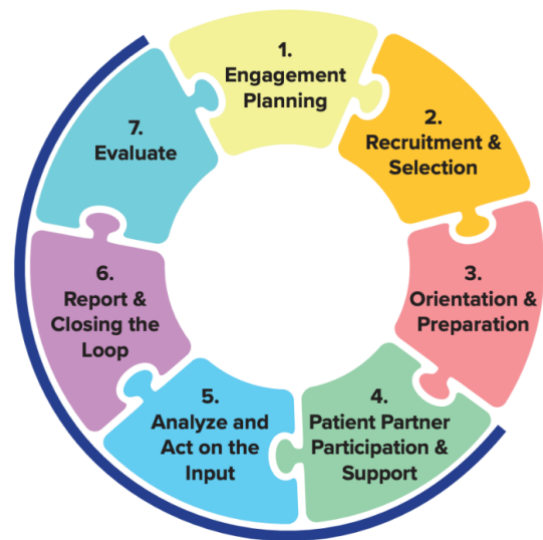 1.
Engagement
Planning
2.
Recruitment &
Selection
3.
Orientation &
Preparation
4.
Patient Partner
Participation &
Support
5.
Analyze and
Act on the
Input
6.
Report &
Closing the
Loop
7.
Evaluate